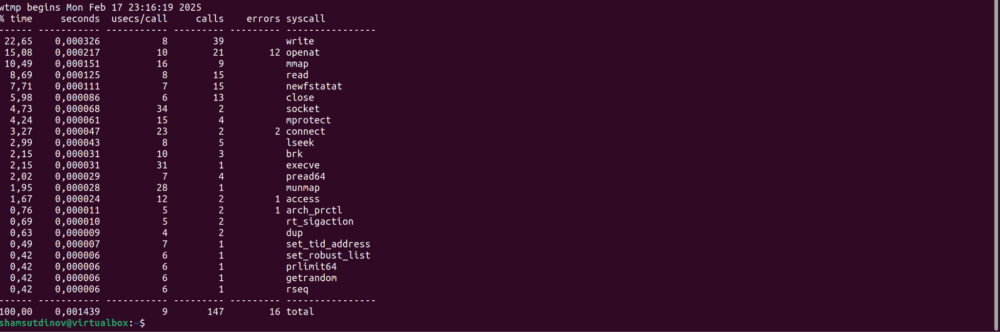 wtmp begins Mon Feb 17 23:16:19 2025
% time     seconds  usecs/call     calls    errors syscall
------ ----------- ----------- --------- --------- ----------------
 22,65    0,000326           8        39           write
 15,08    0,000217          10        21        12 openat
 10,49    0,000151          16         9           mmap
  8,69    0,000125           8        15           read
  7,71    0,000111           7        15           newfstatat
  5,98    0,000086           6        13           close
  4,73    0,000068          34         2           socket
  4,24    0,000061          15         4           mprotect
  3,27    0,000047          23         2         2 connect
  2,99    0,000043           8         5           lseek
  2,15    0,000031          10         3           brk
  2,15    0,000031          31         1           execve
  2,02    0,000029           7         4           pread64
  1,95    0,000028          28         1           munmap
  1,67    0,000024          12         2         1 access
  0,76    0,000011           5         2         1 arch_prctl
  0,69    0,000010           5         2           rt_sigaction
  0,63    0,000009           4         2           dup
  0,49    0,000007           7         1           set_tid_address
  0,42    0,000006           6         1           set_robust_list
  0,42    0,000006           6         1           prlimit64
  0,42    0,000006           6         1           getrandom
  0,42    0,000006           6         1           rseq
------ ----------- ----------- --------- --------- ----------------
100,00    0,001439           9       147        16 total
shamsutdinov@virtualbox:~$